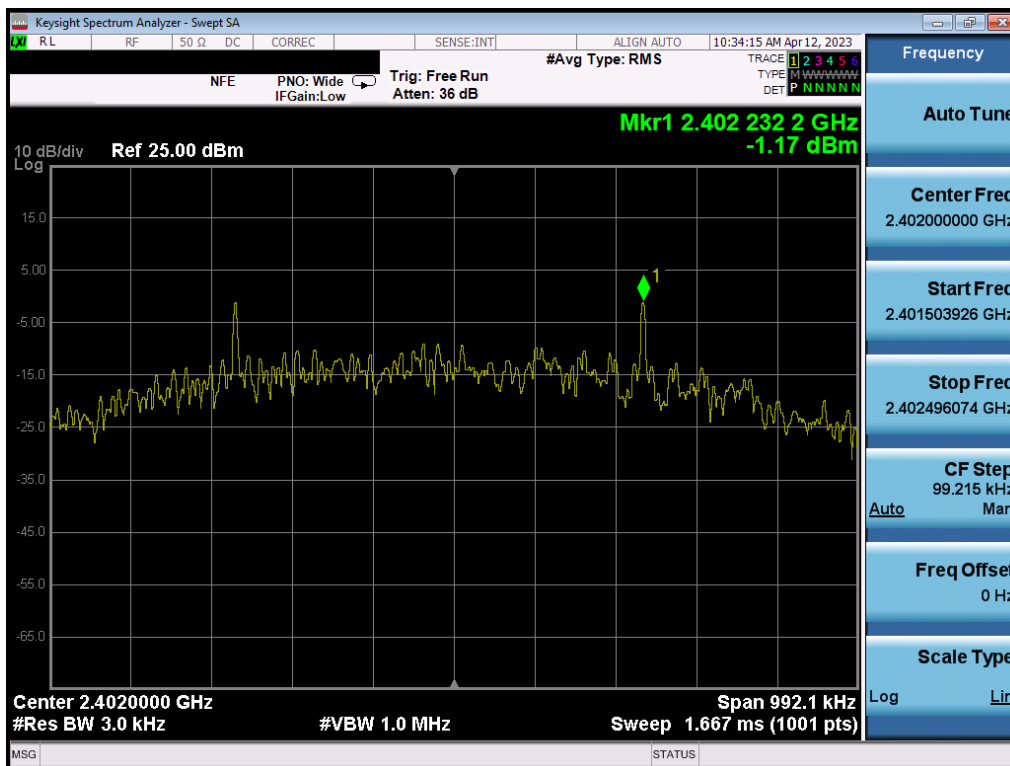 Keysight Spectrum Analyzer - Swept SA
LXI RL RF 50 Ω DC CORREC SENSE:INT ALIGN AUTO 10:34:15 AM Apr 12, 2023
#Avg Type: RMS TRACE 1 2 3 4 5 6
NFE PNO: Wide Trig: Free Run TYPE M W W W W W
IFGain:Low Atten: 36 dB DET P N N N N N
Mkr1 2.402 232 2 GHz
-1.17 dBm
10 dB/div Ref 25.00 dBm
Log
15.0
5.00
1
-5.00
-15.0
-25.0
-35.0
-45.0
-55.0
-65.0
Center 2.4020000 GHz Span 992.1 kHz
#Res BW 3.0 kHz #VBW 1.0 MHz Sweep 1.667 ms (1001 pts)
MSG STATUS
Frequency
Auto Tune
Center Freq
2.402000000 GHz
Start Freq
2.401503926 GHz
Stop Freq
2.402496074 GHz
CF Step
99.215 kHz
Auto Man
Freq Offset
0 Hz
Scale Type
Log Lin